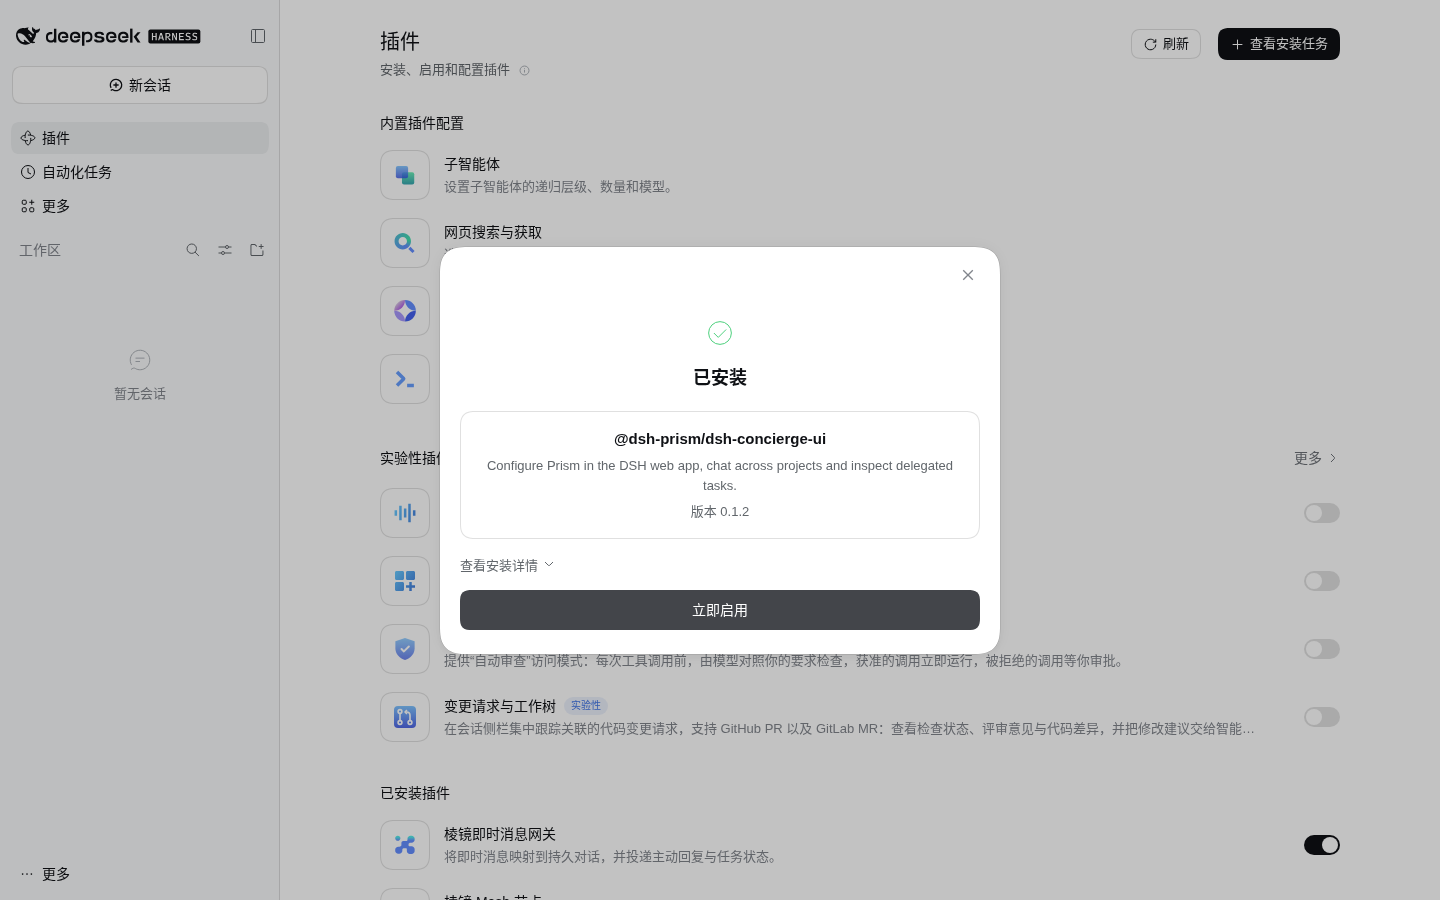 deepseek HARNESS
新会话
插件
自动化任务
更多
工作区
暂无会话
更多
插件
安装、启用和配置插件
刷新
查看安装任务
内置插件配置
子智能体
设置子智能体的递归层级、数量和模型。
网页搜索与获取
已安装
@dsh-prism/dsh-concierge-ui
Configure Prism in the DSH web app, chat across projects and inspect delegated
tasks.
版本 0.1.2
查看安装详情
立即启用
实验性插件
更多
提供“自动审查”访问模式：每次工具调用前，由模型对照你的要求检查，获准的调用立即运行，被拒绝的调用等你审批。
变更请求与工作树 实验性
在会话侧栏集中跟踪关联的代码变更请求，支持 GitHub PR 以及 GitLab MR：查看检查状态、评审意见与代码差异，并把修改建议交给智能…
已安装插件
棱镜即时消息网关
将即时消息映射到持久对话，并投递主动回复与任务状态。